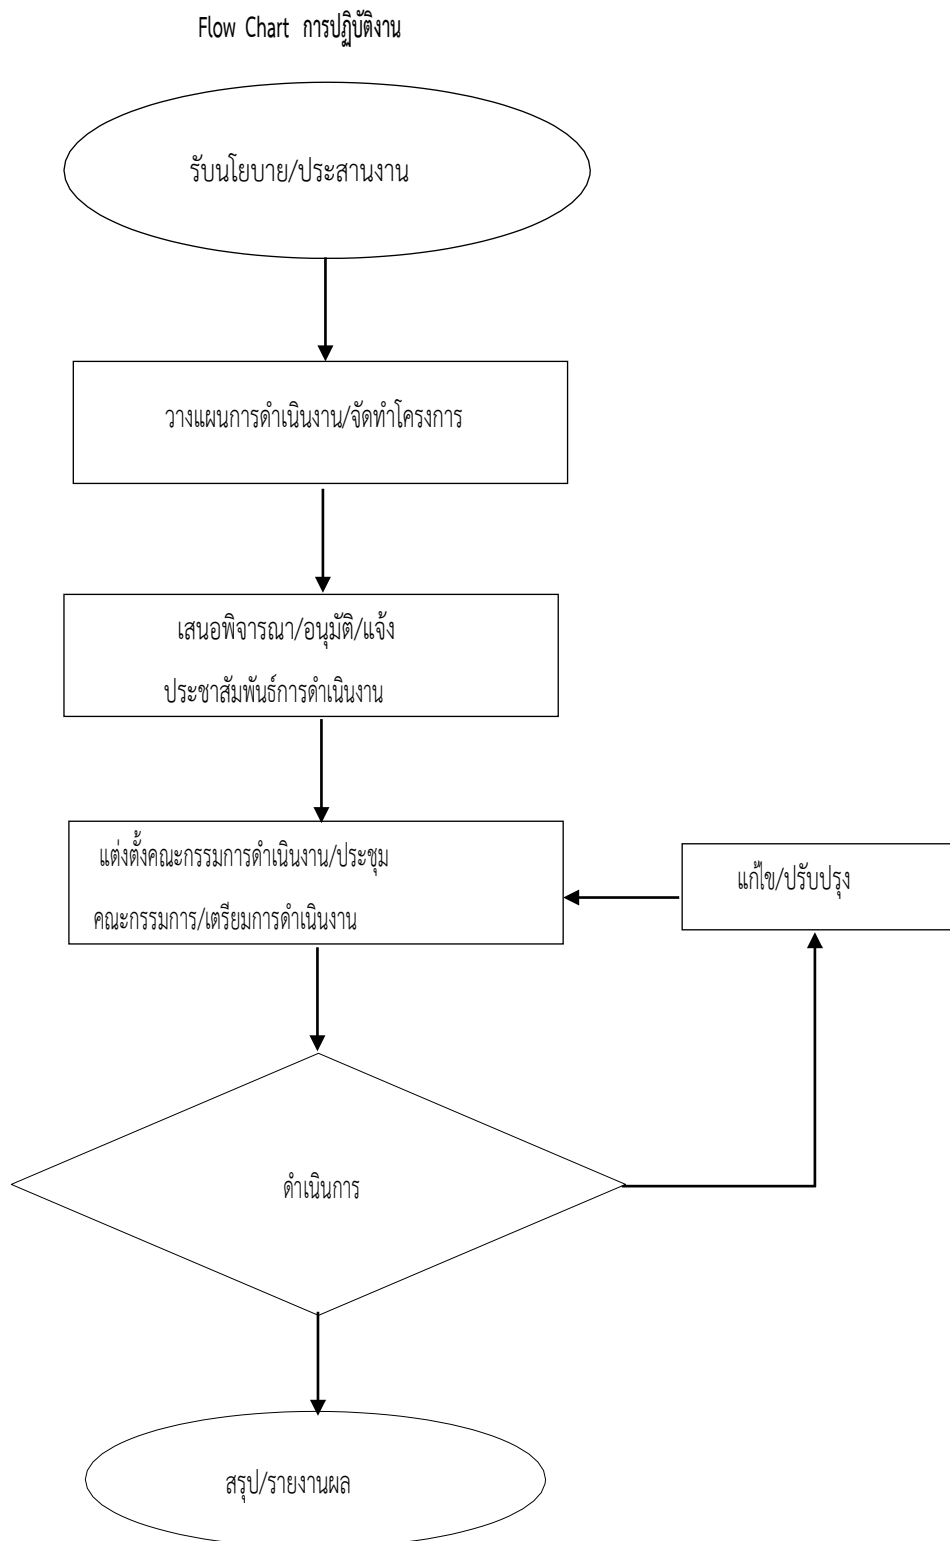 Flow Chart การปฏิบัติงาน
รับนโยบาย/ประสานงาน
วางแผนการดำเนินงาน/จัดทำโครงการ
เสนอพิจารณา/อนุมัติ/แจ้ง
ประชาสัมพันธ์การดำเนินงาน
แต่งตั้งคณะกรรมการดำเนินงาน/ประชุม
คณะกรรมการ/เตรียมการดำเนินงาน
แก้ไข/ปรับปรุง
ดำเนินการ
สรุป/รายงานผล